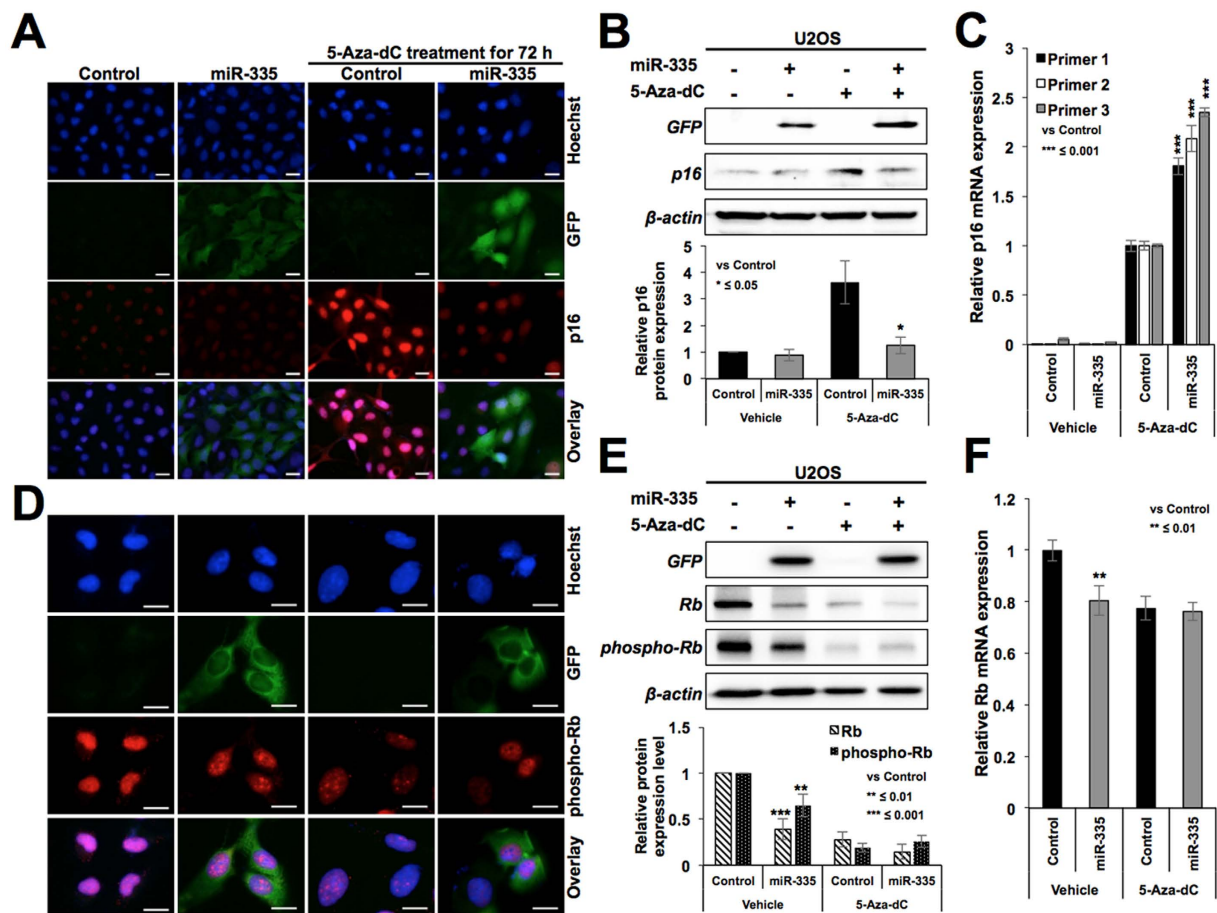 A
5-Aza-dC treatment for 72 h
Control miR-335 Control miR-335
Hoechst
GFP
p16
Overlay
B
U2OS
miR-335 - + - +
5-Aza-dC - - + +
GFP
p16
β-actin
Relative p16
protein expression
5
4
3
2
1
0
vs Control
* ≤ 0.05
*
Control miR-335 Control miR-335
Vehicle 5-Aza-dC
C
Relative p16 mRNA expression
3
2.5
2
1.5
1
0.5
0
Primer 1
Primer 2
Primer 3
vs Control
*** ≤ 0.001
*** *** ***
Control miR-335 Control miR-335
Vehicle 5-Aza-dC
D
Hoechst
GFP
phospho-Rb
Overlay
E
U2OS
miR-335 - + - +
5-Aza-dC - - + +
GFP
Rb
phospho-Rb
β-actin
Relative protein
expression level
1.5
1
0.5
0
Rb
phospho-Rb
vs Control
** ≤ 0.01
*** ≤ 0.001
*** **
Control miR-335 Control miR-335
Vehicle 5-Aza-dC
F
Relative Rb mRNA expression
1.2
1
0.8
0.6
0.4
0.2
0
vs Control
** ≤ 0.01
**
Control miR-335 Control miR-335
Vehicle 5-Aza-dC